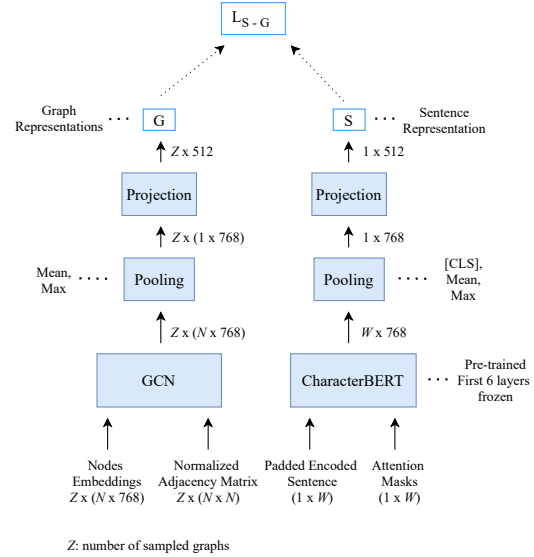 L S - G
Graph
Representations
G
S
Sentence
Representation
Z x 512
1 x 512
Projection
Projection
Z x (1 x 768)
1 x 768
Mean,
Max
Pooling
Pooling
[CLS],
Mean,
Max
Z x (N x 768)
W x 768
GCN
CharacterBERT
Pre-trained
First 6 layers
frozen
Nodes
Embeddings
Z x (N x 768)
Normalized
Adjacency Matrix
Z x (N x N)
Padded Encoded
Sentence
(1 x W)
Attention
Masks
(1 x W)
Z: number of sampled graphs